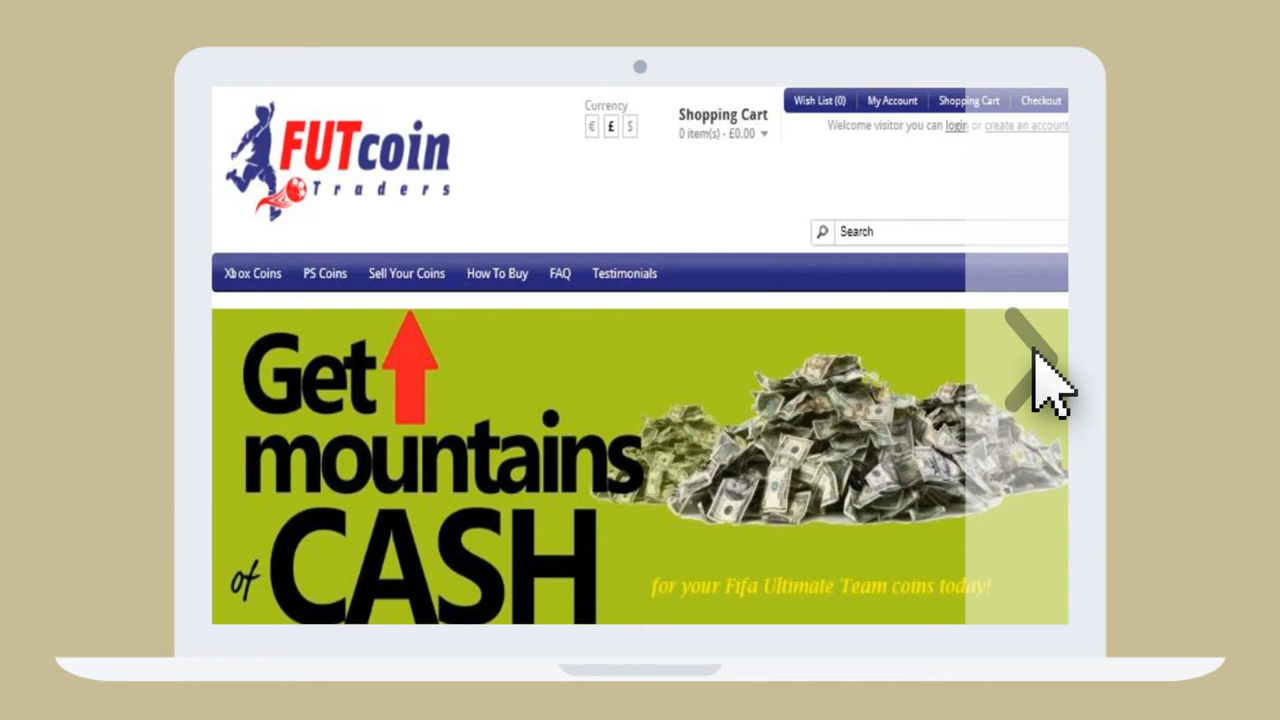 FUTcoin
Traders
Currency
€ £ $
Shopping Cart
0 item(s) - £0.00
Wish List (0) My Account Shopping Cart Checkout
Welcome visitor you can login or create an account
Search
Xbox Coins PS Coins Sell Your Coins How To Buy FAQ Testimonials
Get
mountains
of CASH
for your Fifa Ultimate Team coins today!